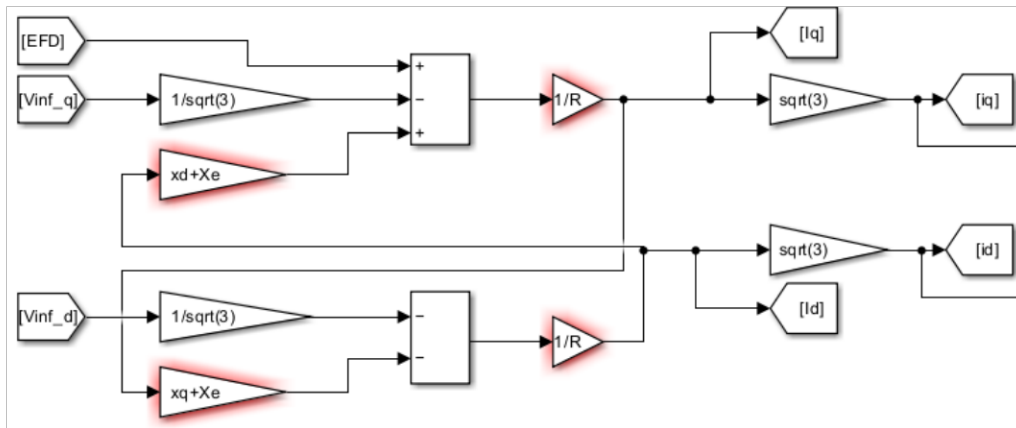 [EFD]
[Iq]
+
[Vinf_q]
1/sqrt(3)
−
1/R
sqrt(3)
[iq]
+
xd+Xe
sqrt(3)
[id]
[Vinf_d]
1/sqrt(3)
−
[Id]
1/R
−
xq+Xe